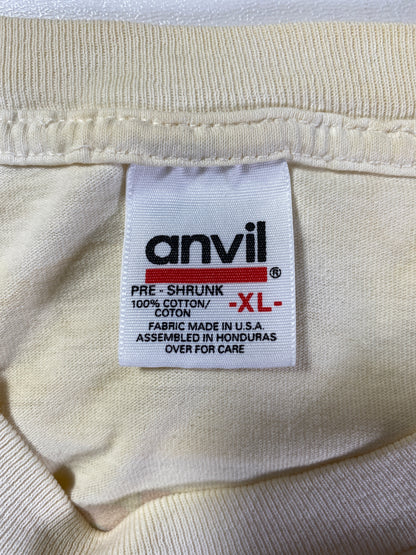 anvil
®
PRE - SHRUNK
100% COTTON/
COTON
-XL-
FABRIC MADE IN U.S.A.
ASSEMBLED IN HONDURAS
OVER FOR CARE